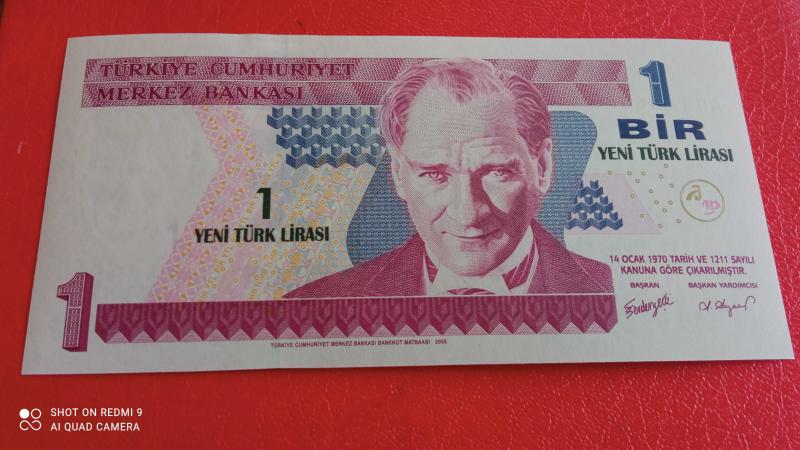 TÜRKİYE CUMHURİYET
MERKEZ BANKASI
1
BİR
YENİ TÜRK LİRASI
1
YENİ TÜRK LİRASI
14 OCAK 1970 TARİH VE 1211 SAYILI
KANUNA GÖRE ÇIKARILMIŞTIR.
BAŞKAN BAŞKAN YARDIMCISI
1
TÜRKİYE CUMHURİYET MERKEZ BANKASI BANKNOT MATBAASI 2005
SHOT ON REDMI 9
AI QUAD CAMERA